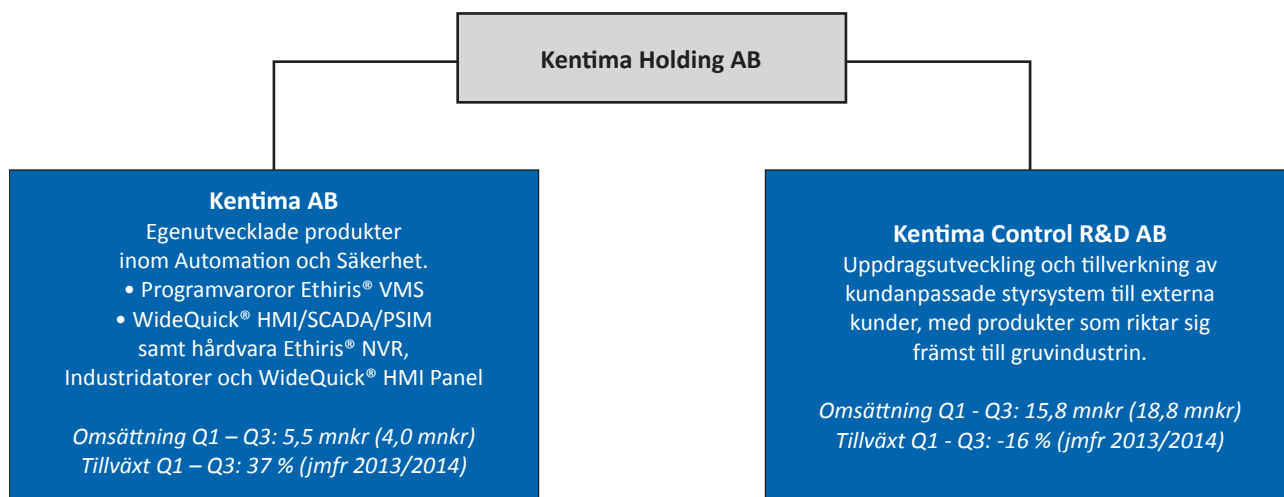 Kentima Holding AB
Kentima AB
Egenutvecklade produkter
inom Automation och Säkerhet.
• Programvaroror Ethiris® VMS
• WideQuick® HMI/SCADA/PSIM
samt hårdvara Ethiris® NVR,
Industridatorer och WideQuick® HMI Panel
Omsättning Q1 – Q3: 5,5 mnkr (4,0 mnkr)
Tillväxt Q1 – Q3: 37 % (jmfr 2013/2014)
Kentima Control R&D AB
Uppdragsutveckling och tillverkning av
kundanpassade styrsystem till externa
kunder, med produkter som riktar sig
främst till gruvindustrin.
Omsättning Q1 - Q3: 15,8 mnkr (18,8 mnkr)
Tillväxt Q1 - Q3: -16 % (jmfr 2013/2014)